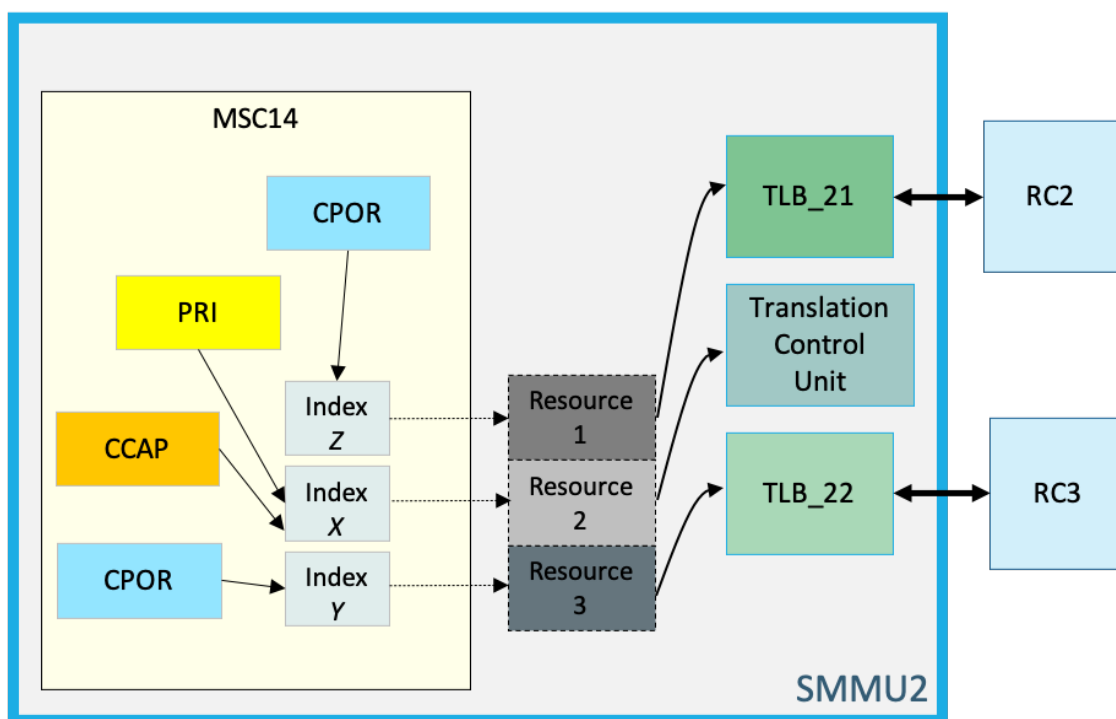 MSC14
CPOR
PRI
CCAP
CPOR
Index
Z
Index
X
Index
Y
Resource
1
Resource
2
Resource
3
TLB_21
Translation
Control
Unit
TLB_22
RC2
RC3
SMMU2